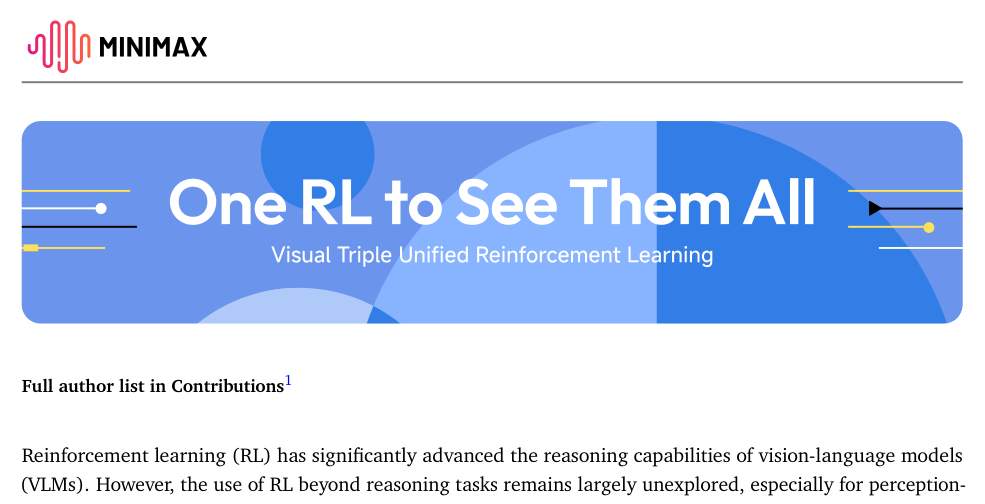 MINIMAX
One RL to See Them All
Visual Triple Unified Reinforcement Learning
Full author list in Contributions1
Reinforcement learning (RL) has significantly advanced the reasoning capabilities of vision-language models
(VLMs). However, the use of RL beyond reasoning tasks remains largely unexplored, especially for perception-